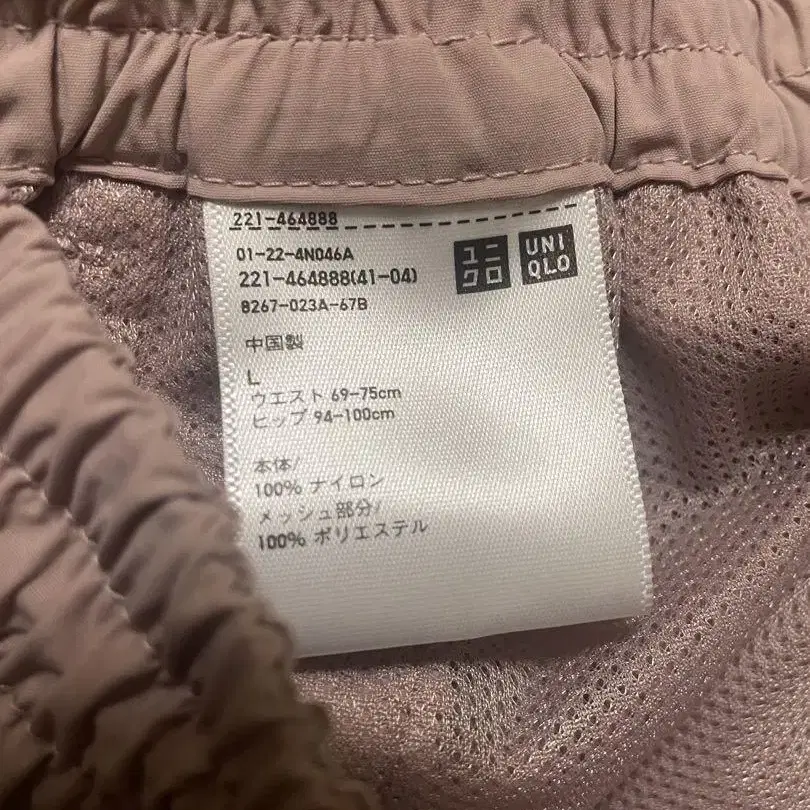 221-464888
01-22-4N046A
221-464888(41-04)
8267-023A-67B
ユニクロ
UNIQLO
中国製
L
ウエスト 69-75cm
ヒップ 94-100cm
本体/
100% ナイロン
メッシュ部分/
100% ポリエステル